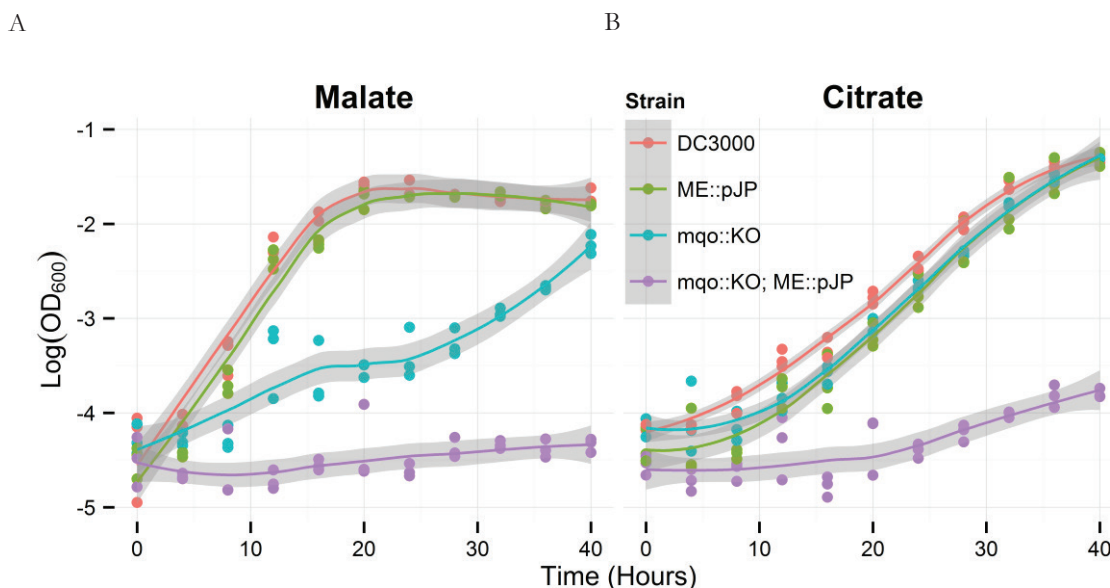 A B
Malate
Strain
Citrate
DC3000
ME::pJP
mqo::KO
mqo::KO; ME::pJP
Log(OD600)
-1
-2
-3
-4
-5
0 10 20 30 40
0 10 20 30 40
Time (Hours)